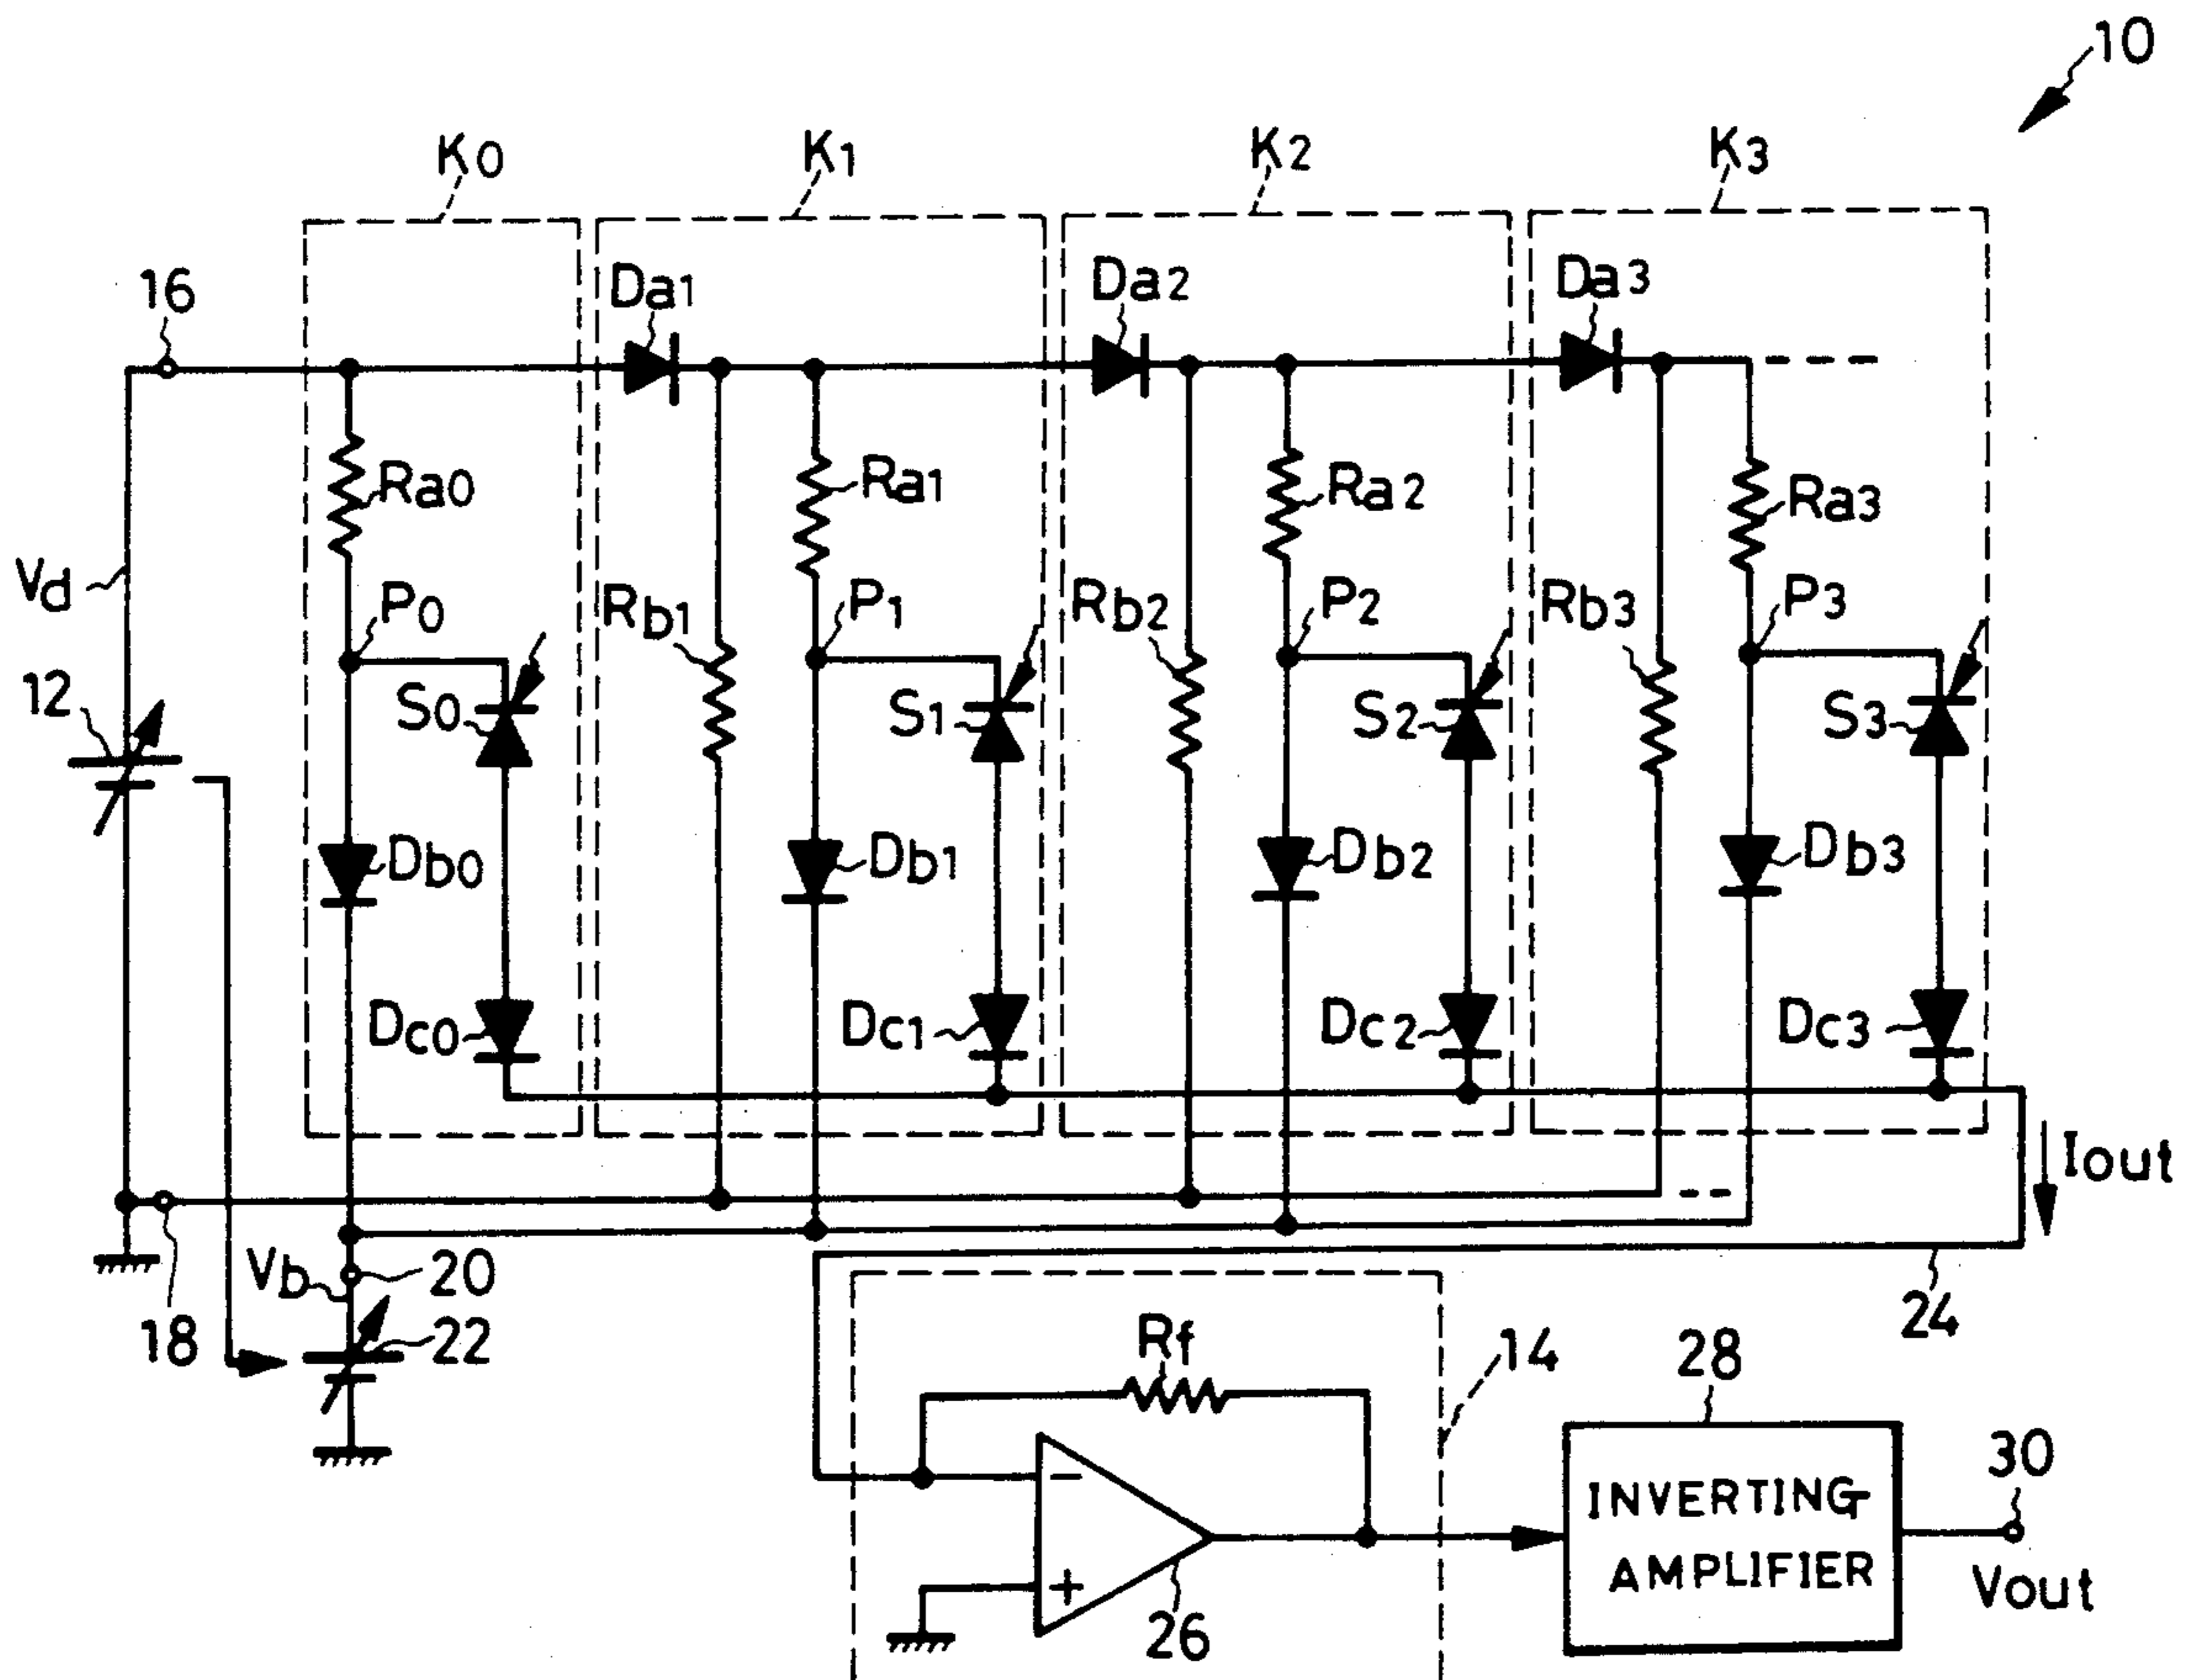 10
K0 K1 K2 K3
16 Da1 Da2 Da3
Ra0 Ra1 Ra2 Ra3
Vd P0 Rb1 P1 Rb2 P2 Rb3 P3
12 S0 S1 S2 S3
Db0 Db1 Db2 Db3
Dc0 Dc1 Dc2 Dc3
Iout
Vb 20
18 22 24
Rf 14 28
30
−
INVERTING
AMPLIFIER
+
Vout
26